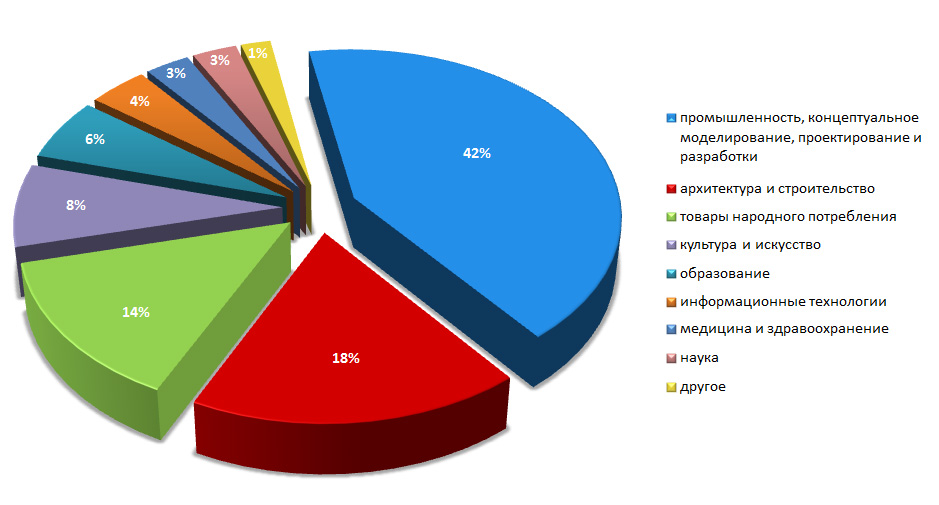 1%
3%
3%
4%
6%
42%
8%
14%
18%
промышленность, концептуальное
моделирование, проектирование и
разработки
архитектура и строительство
товары народного потребления
культура и искусство
образование
информационные технологии
медицина и здравоохранение
наука
другое